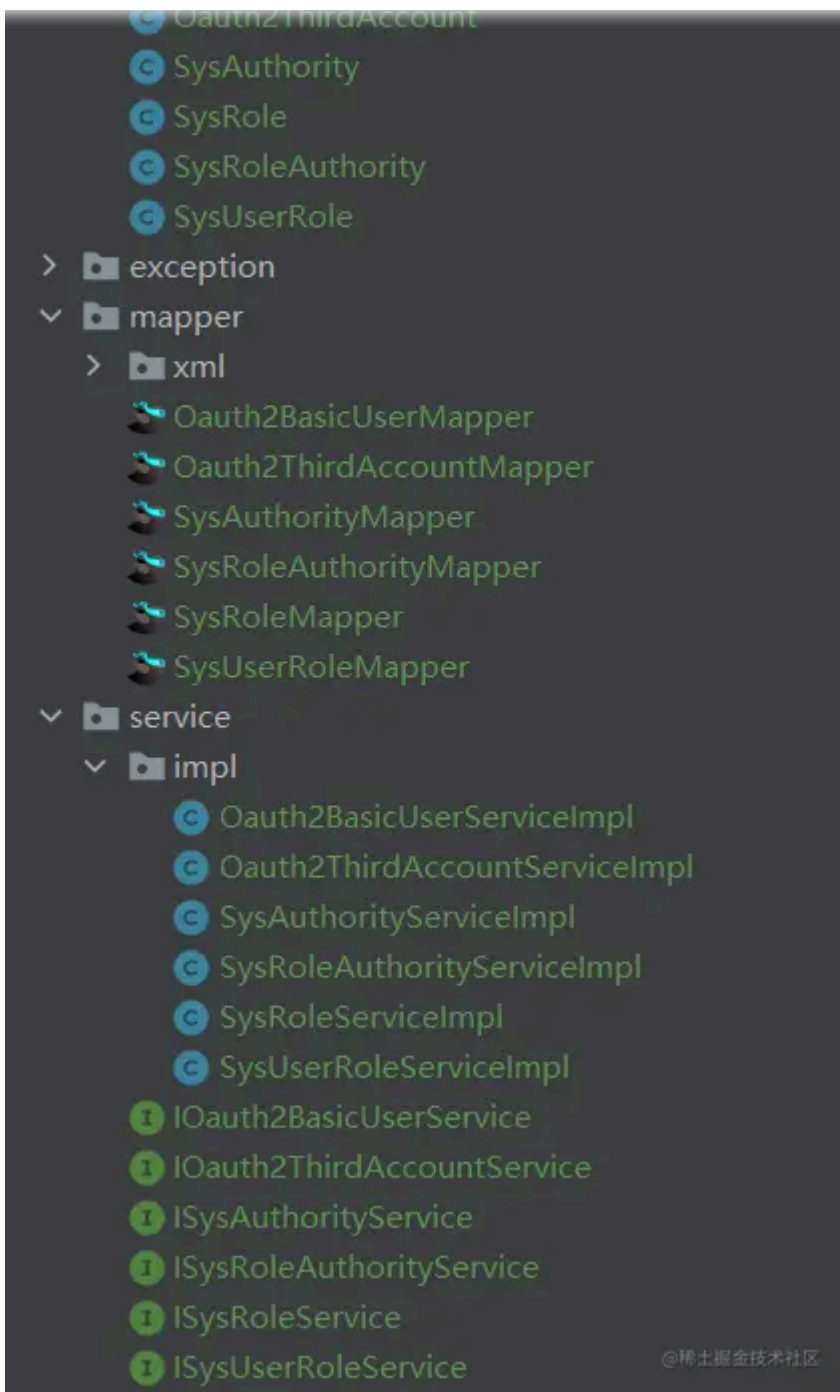 Oauth2ThirdAccount
SysAuthority
SysRole
SysRoleAuthority
SysUserRole
exception
mapper
xml
Oauth2BasicUserMapper
Oauth2ThirdAccountMapper
SysAuthorityMapper
SysRoleAuthorityMapper
SysRoleMapper
SysUserRoleMapper
service
impl
Oauth2BasicUserServiceImpl
Oauth2ThirdAccountServiceImpl
SysAuthorityServiceImpl
SysRoleAuthorityServiceImpl
SysRoleServiceImpl
SysUserRoleServiceImpl
IOauth2BasicUserService
IOauth2ThirdAccountService
ISysAuthorityService
ISysRoleAuthorityService
ISysRoleService
ISysUserRoleService
@稀土掘金技术社区